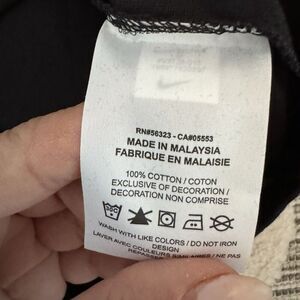 RN#56323 - CA#05553
MADE IN MALAYSIA
FABRIQUE EN MALAISIE
100% COTTON / COTON
EXCLUSIVE OF DECORATION /
DECORATION NON COMPRISE
WASH WITH LIKE COLORS / DO NOT IRON
DESIGN
LAVER AVEC COULEURS SIMILAIRES / NE PAS
REPASSER